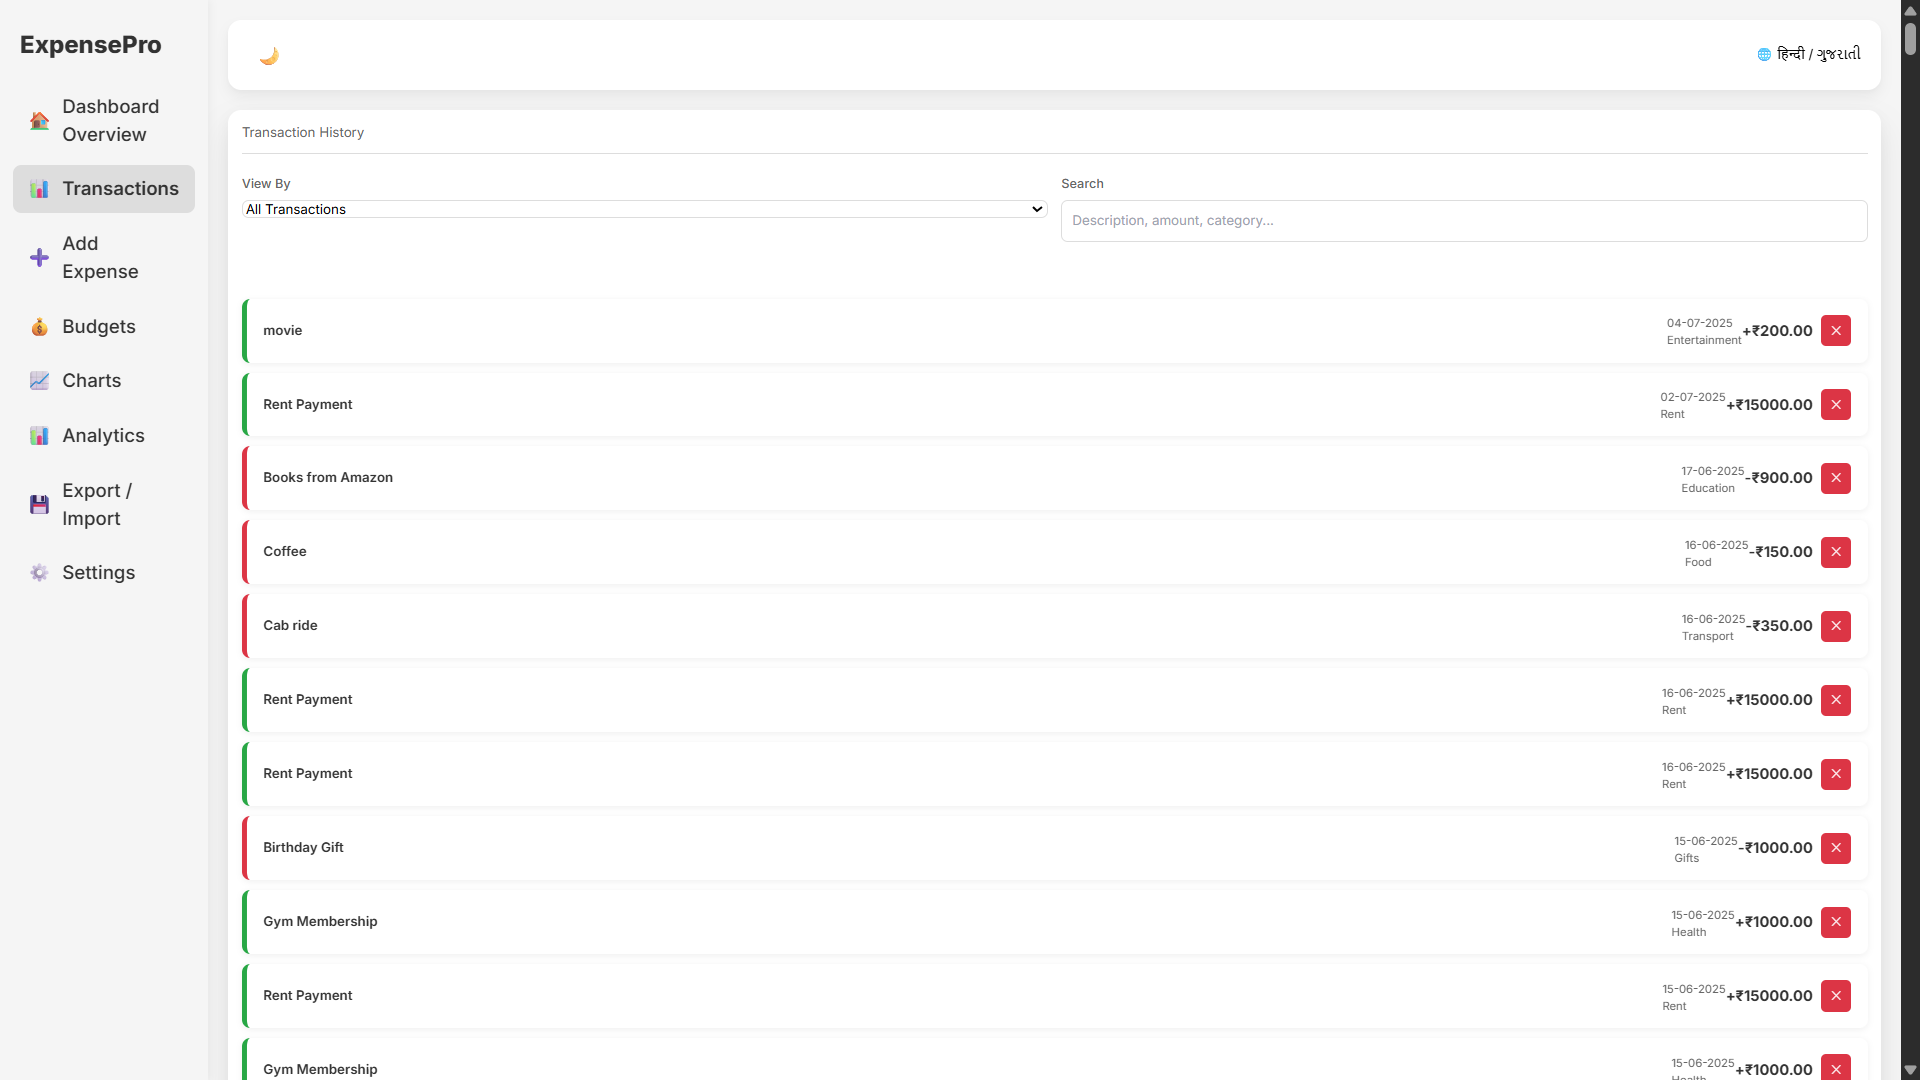 ExpensePro
Dashboard
Overview
Transactions
Add
Expense
Budgets
Charts
Analytics
Export /
Import
Settings
हिन्दी / ગુજરાતી
Transaction History
View By
All Transactions
Search
Description, amount, category...
movie
04-07-2025
Entertainment
+₹200.00
Rent Payment
02-07-2025
Rent
+₹15000.00
Books from Amazon
17-06-2025
Education
-₹900.00
Coffee
16-06-2025
Food
-₹150.00
Cab ride
16-06-2025
Transport
-₹350.00
Rent Payment
16-06-2025
Rent
+₹15000.00
Rent Payment
16-06-2025
Rent
+₹15000.00
Birthday Gift
15-06-2025
Gifts
-₹1000.00
Gym Membership
15-06-2025
Health
+₹1000.00
Rent Payment
15-06-2025
Rent
+₹15000.00
Gym Membership
15-06-2025
Health
+₹1000.00